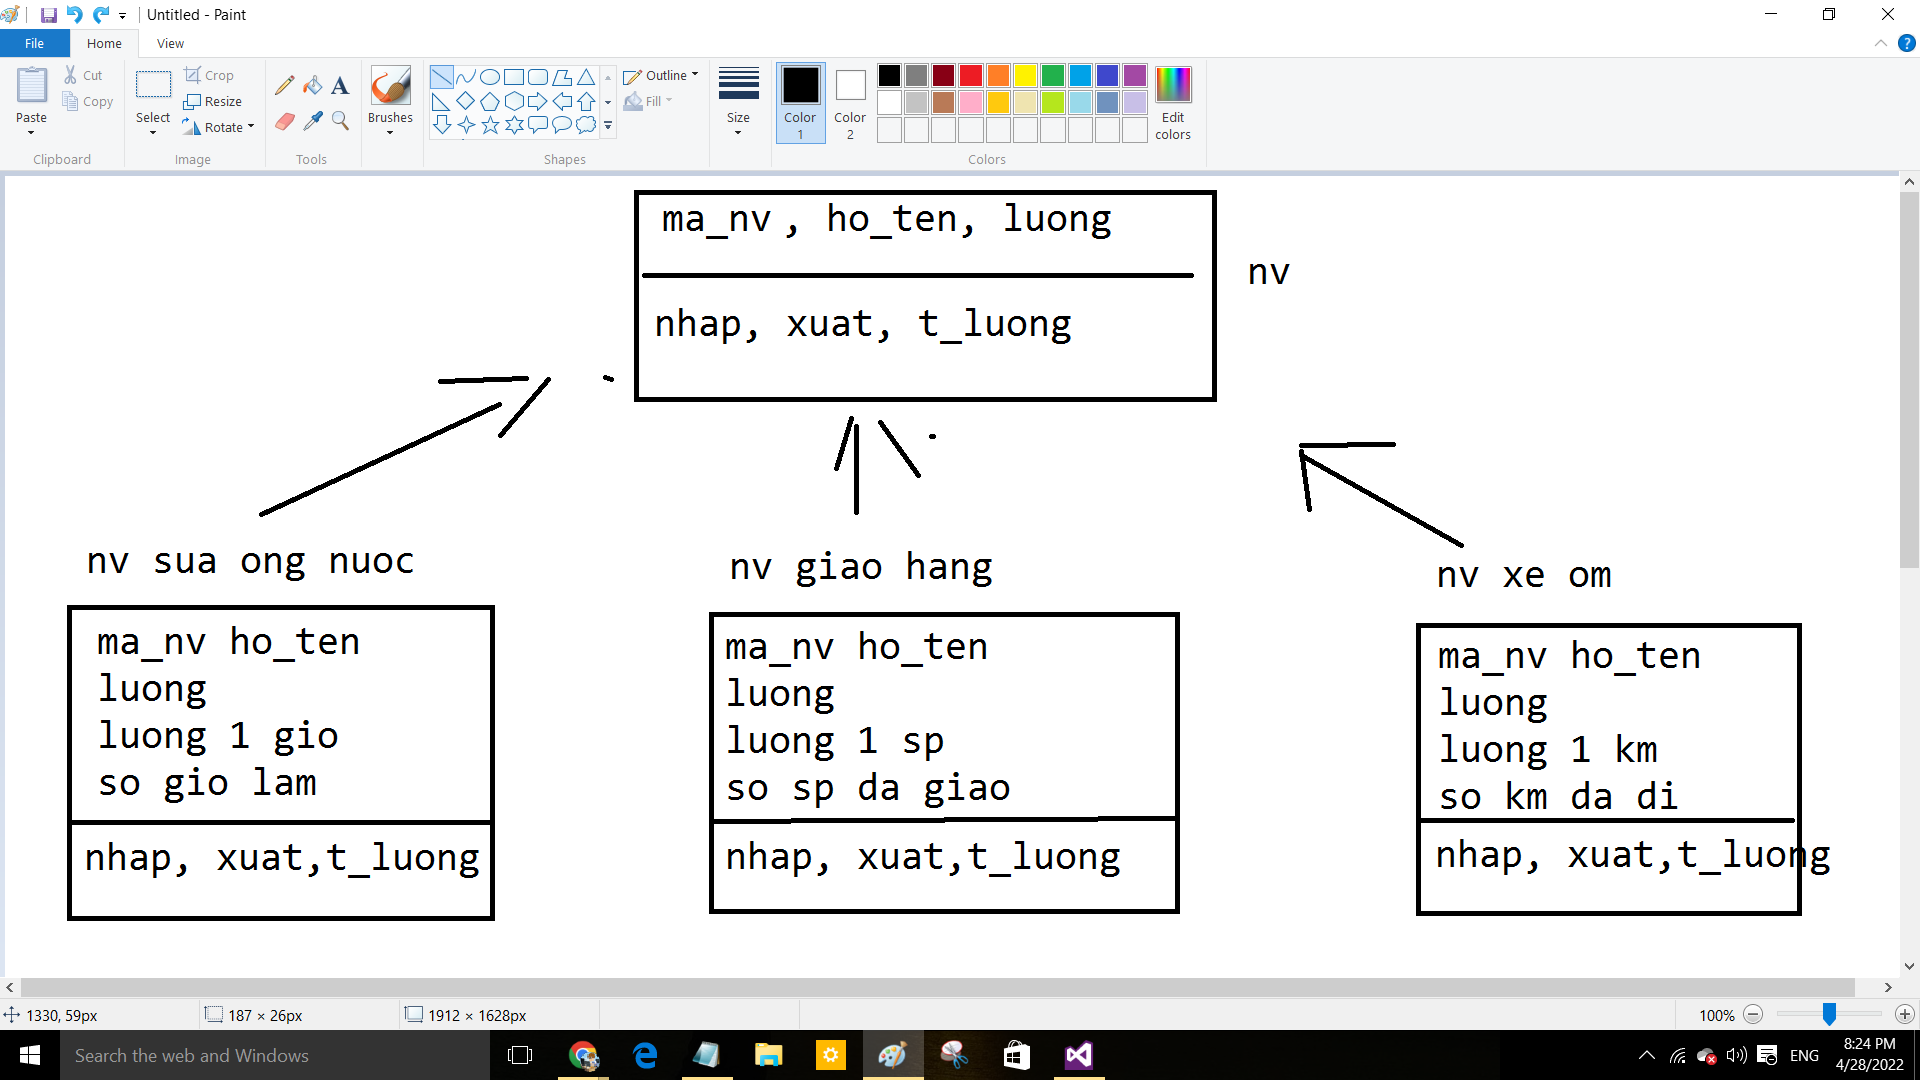 Untitled - Paint
File Home View
Paste
Cut
Copy
Clipboard
Select
Crop
Resize
Rotate
Image
A
Tools
Brushes
Outline
Fill
Shapes
Size
Color 1
Color 2
Edit colors
Colors
ma_nv , ho_ten, luong
nhap, xuat, t_luong
nv
nv sua ong nuoc
ma_nv ho_ten
luong
luong 1 gio
so gio lam
nhap, xuat,t_luong
nv giao hang
ma_nv ho_ten
luong
luong 1 sp
so sp da giao
nhap, xuat,t_luong
nv xe om
ma_nv ho_ten
luong
luong 1 km
so km da di
nhap, xuat,t_luong
1330, 59px
187 × 26px
1912 × 1628px
100%
Search the web and Windows
ENG
8:24 PM
4/28/2022